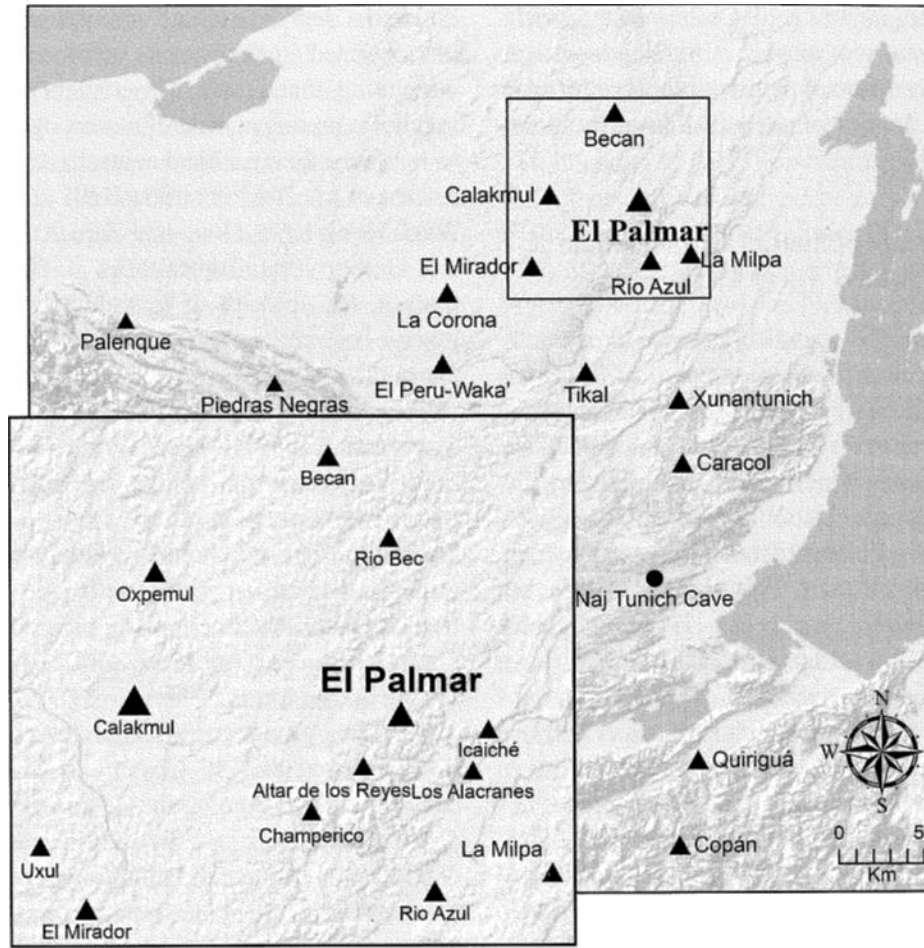 Becan
Calakmul
El Palmar
El Mirador
La Milpa
Río Azul
La Corona
Palenque
El Peru-Waka'
Tikal
Piedras Negras
Xunantunich
Caracol
Naj Tunich Cave
Quiriguá
Copán
N
W
E
S
0 5
Km
Becan
Rio Bec
Oxpemul
El Palmar
Calakmul
Icaiché
Altar de los Reyes
Los Alacranes
Champerico
La Milpa
Uxul
Rio Azul
El Mirador